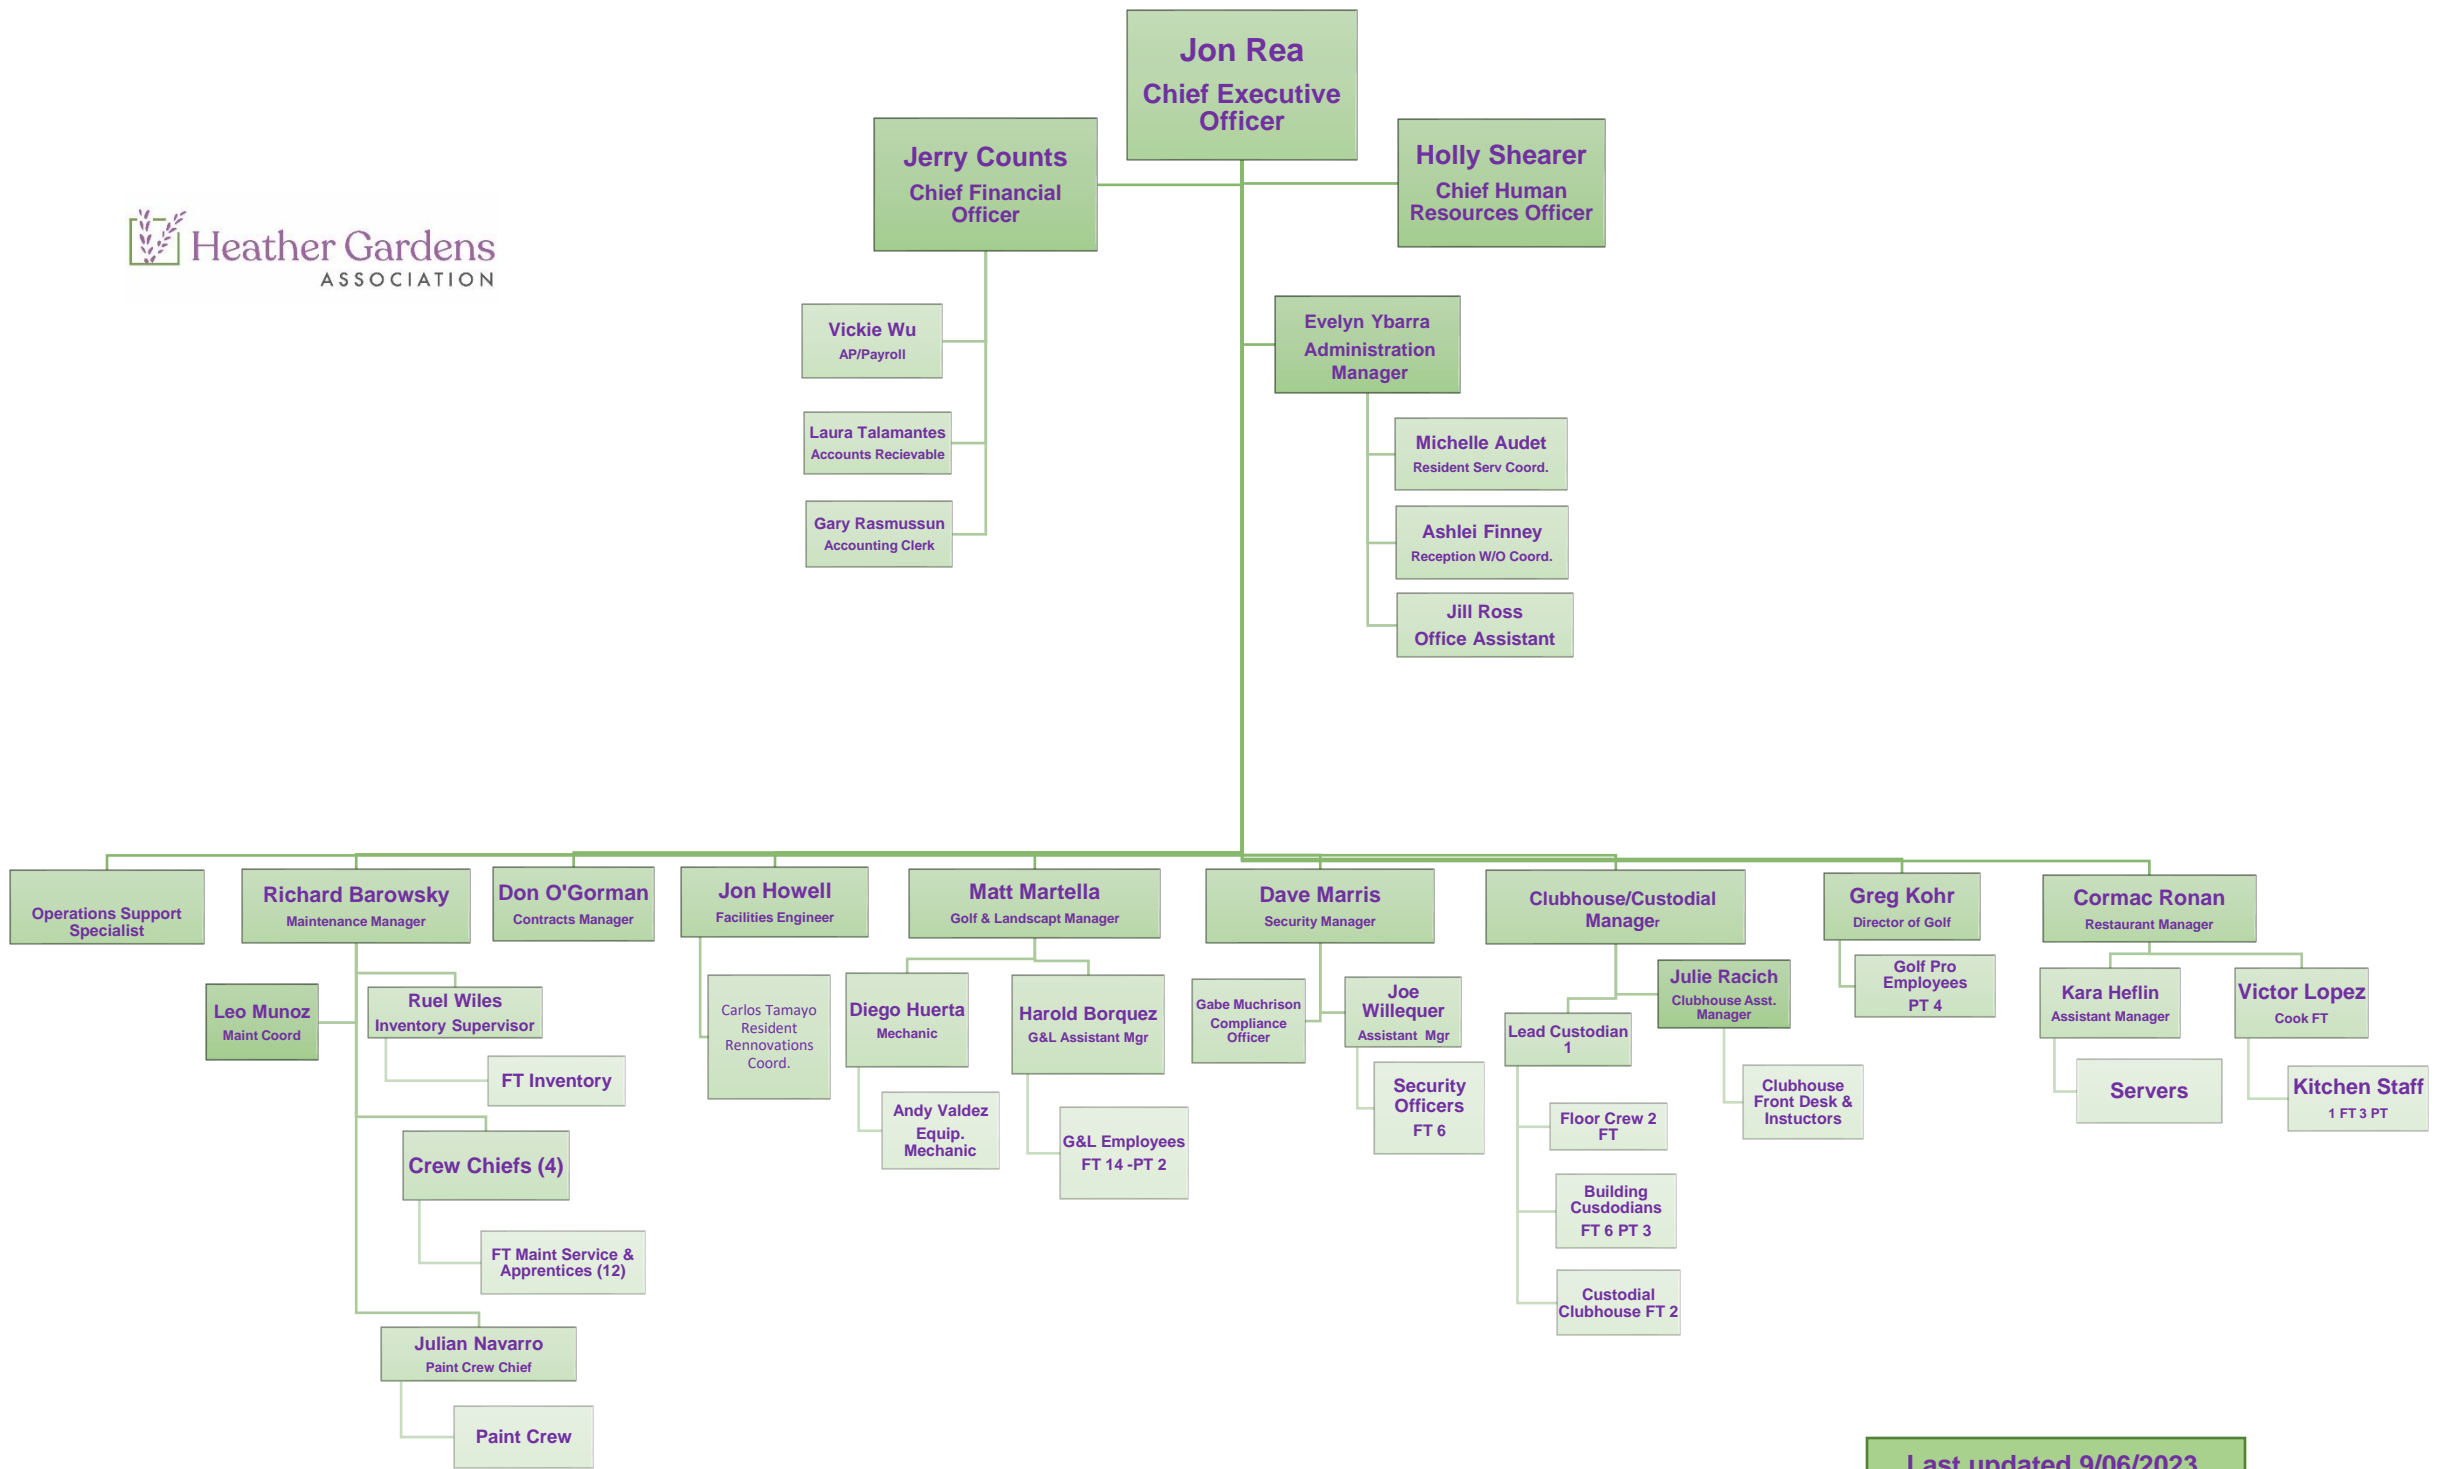 Jon Rea
Chief Executive
Officer
Jerry Counts
Chief Financial
Officer
Holly Shearer
Chief Human
Resources Officer
Heather Gardens
ASSOCIATION
Vickie Wu
AP/Payroll
Laura Talamantes
Accounts Recievable
Gary Rasmussun
Accounting Clerk
Evelyn Ybarra
Administration
Manager
Michelle Audet
Resident Serv Coord.
Ashlei Finney
Reception W/O Coord.
Jill Ross
Office Assistant
Operations Support
Specialist
Richard Barowsky
Maintenance Manager
Leo Munoz
Maint Coord
Ruel Wiles
Inventory Supervisor
FT Inventory
Crew Chiefs (4)
FT Maint Service &
Apprentices (12)
Julian Navarro
Paint Crew Chief
Paint Crew
Don O'Gorman
Contracts Manager
Jon Howell
Facilities Engineer
Carlos Tamayo
Resident
Rennovations
Coord.
Matt Martella
Golf & Landscapt Manager
Diego Huerta
Mechanic
Andy Valdez
Equip.
Mechanic
Harold Borquez
G&L Assistant Mgr
G&L Employees
FT 14 -PT 2
Dave Marris
Security Manager
Gabe Muchrison
Compliance
Officer
Joe
Willequer
Assistant Mgr
Security
Officers
FT 6
Clubhouse/Custodial
Manager
Lead Custodian
1
Floor Crew 2
FT
Building
Cusdodians
FT 6 PT 3
Custodial
Clubhouse FT 2
Julie Racich
Clubhouse Asst.
Manager
Clubhouse
Front Desk &
Instuctors
Greg Kohr
Director of Golf
Golf Pro
Employees
PT 4
Cormac Ronan
Restaurant Manager
Kara Heflin
Assistant Manager
Servers
Victor Lopez
Cook FT
Kitchen Staff
1 FT 3 PT
Last updated 9/06/2023